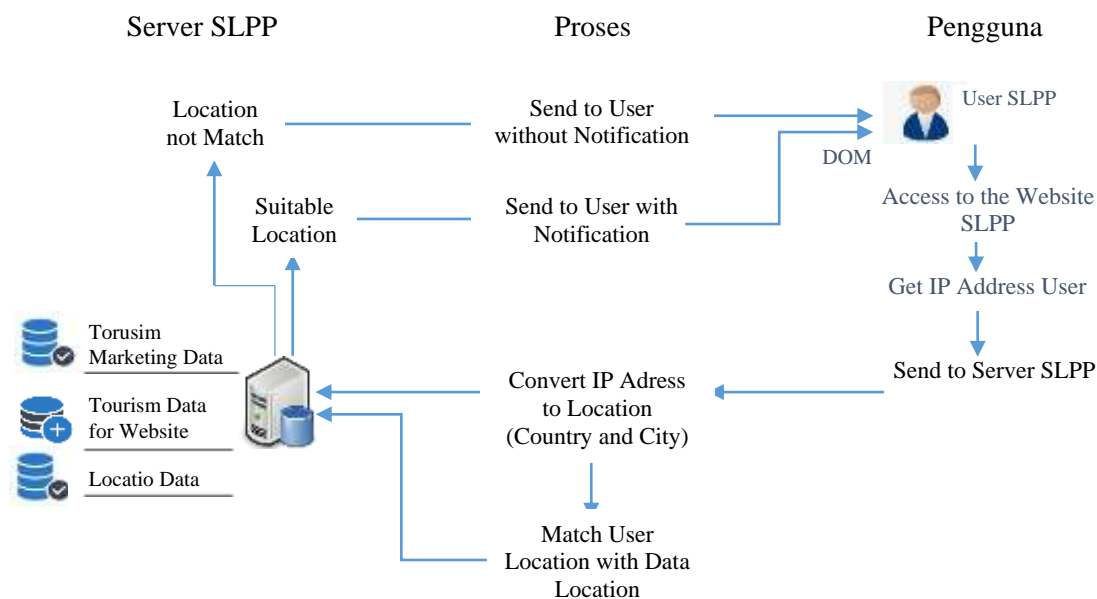 Server SLPP
Proses
Pengguna
Location
not Match
Send to User
without Notification
User SLPP
DOM
Suitable
Location
Send to User with
Notification
Access to the Website
SLPP
Get IP Address User
Send to Server SLPP
Torusim
Marketing Data
Tourism Data
for Website
Locatio Data
Convert IP Adress
to Location
(Country and City)
Match User
Location with Data
Location